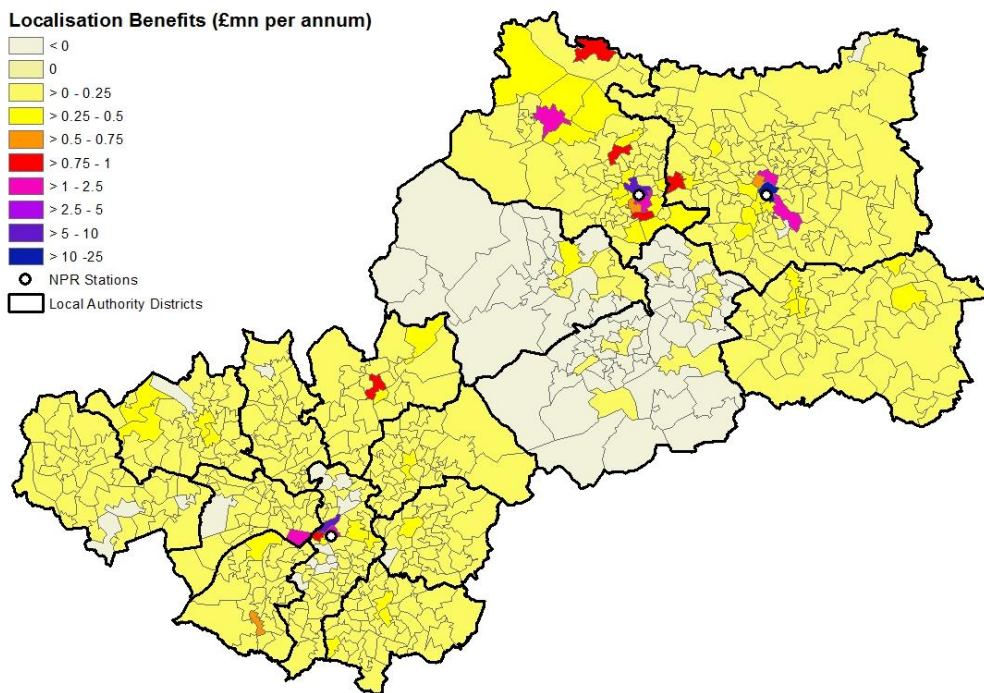 Localisation Benefits (£mn per annum)
< 0
0
> 0 - 0.25
> 0.25 - 0.5
> 0.5 - 0.75
> 0.75 - 1
> 1 - 2.5
> 2.5 - 5
> 5 - 10
> 10 -25
NPR Stations
Local Authority Districts